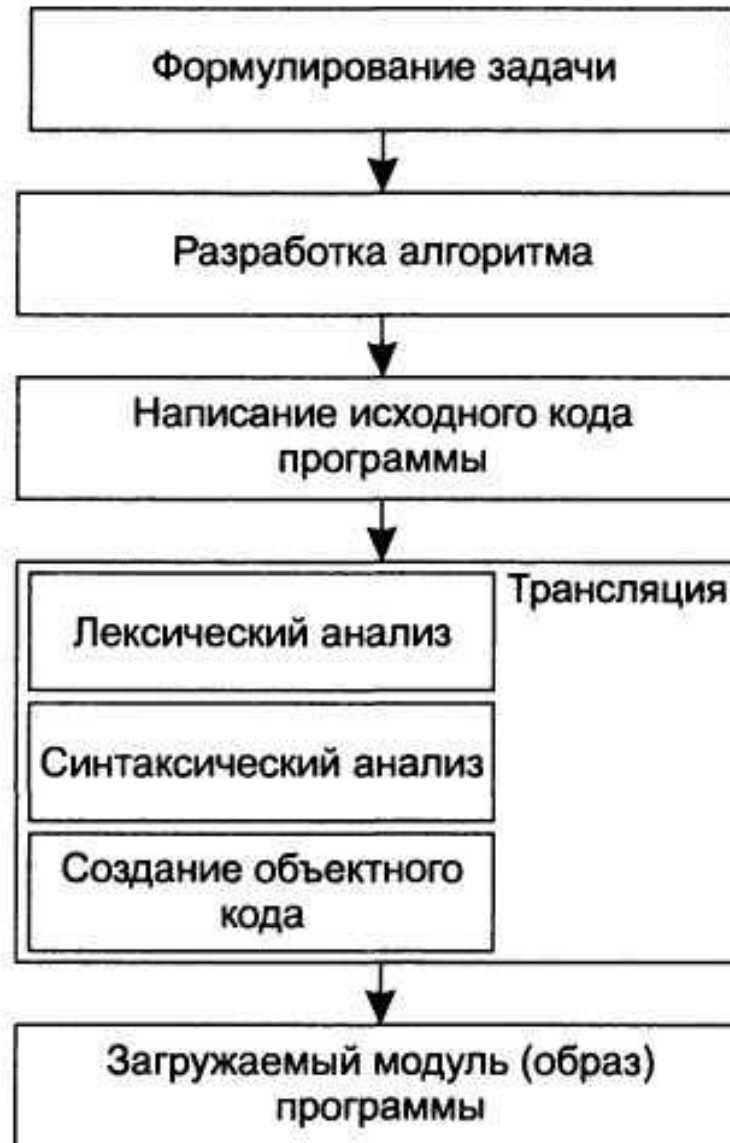 Формулирование задачи
Разработка алгоритма
Написание исходного кода
программы
Трансляция
Лексический анализ
Синтаксический анализ
Создание объектного
кода
Загружаемый модуль (образ)
программы